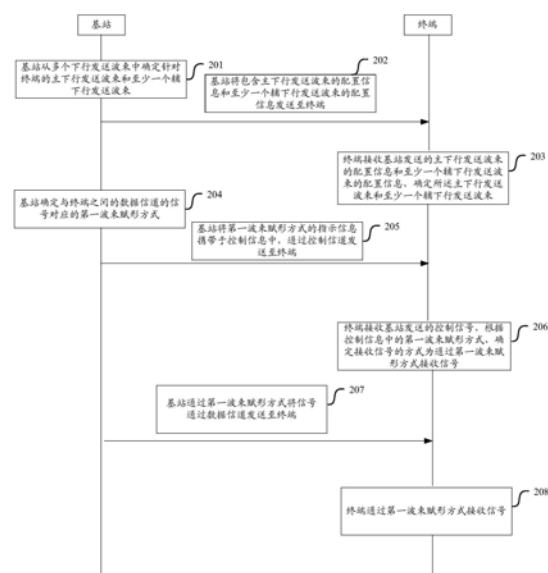 基站
终端
基站从多个下行发送波束中确定针对
终端的主下行发送波束和至少一个辅下
行发送波束
201
202
基站将包含主下行发送波束的配置信
息和至少一个辅下行发送波束的配置
信息发送至终端
终端接收基站发送的主下行发送波束
的配置信息和至少一个辅下行发送波
束的配置信息，确定所述主下行发送
波束和至少一个辅下行发送波束
203
基站确定与终端之间的数据信道的信
号对应的第一波束赋形方式
204
基站将第一波束赋形方式的指示信息
携带于控制信息中，通过控制信道发
送至终端
205
终端接收基站发送的控制信号，根据
控制信息中的第一波束赋形方式，确
定接收信号的方式为通过第一波束赋
形方式接收信号
206
基站通过第一波束赋形方式将信号
通过数据信道发送至终端
207
终端通过第一波束赋形方式接收信号
208